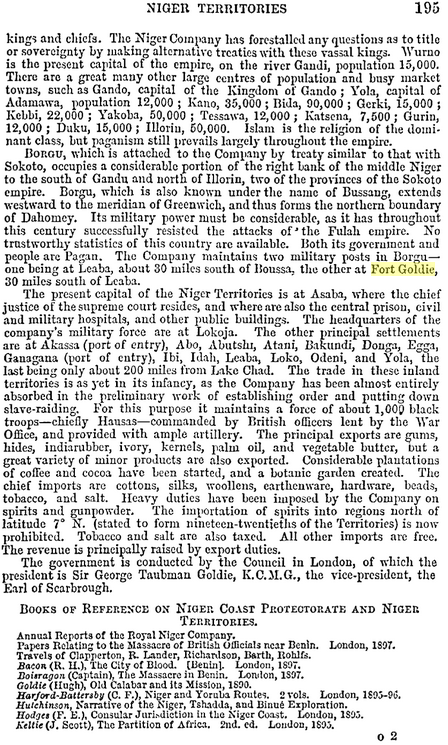 NIGER TERRITORIES 195
kings and chiefs. The Niger Company has forestalled any questions as to title
or sovereignty by making alternative treaties with these vassal kings. Wurno
is the present capital of the empire, on the river Gandi, population 15,000.
There are a great many other large centres of population and busy market
towns, such as Gando, capital of the Kingdom of Gando ; Yola, capital of
Adamawa, population 12,000 ; Kano, 35,000 ; Bida, 90,000 ; Gerki, 15,000 ;
Kebbi, 22,000 ; Yakoba, 50,000 ; Tessawa, 12,000 ; Katsena, 7,500 ; Gurin,
12,000 ; Duku, 15,000 ; Illorin, 50,000. Islam is the religion of the domi-
nant class, but paganism still prevails largely throughout the empire.
BORGU, which is attached to the Company by treaty similar to that with
Sokoto, occupies a considerable portion of the right bank of the middle Niger
to the south of Gandu and north of Illorin, two of the provinces of the Sokoto
empire. Borgu, which is also known under the name of Bussang, extends
westward to the meridian of Greenwich, and thus forms the northern boundary
of Dahomey. Its military power must be considerable, as it has throughout
this century successfully resisted the attacks of the Fulah empire. No
trustworthy statistics of this country are available. Both its government and
people are Pagan. The Company maintains two military posts in Borgu—
one being at Leaba, about 30 miles south of Boussa, the other at Fort Goldie,
30 miles south of Leaba.
The present capital of the Niger Territories is at Asaba, where the chief
justice of the supreme court resides, and where are also the central prison, civil
and military hospitals, and other public buildings. The headquarters of the
company's military force are at Lokoja. The other principal settlements
are at Akassa (port of entry), Abo, Abutshi, Atani, Bakundi, Donga, Egga,
Ganagana (port of entry), Ibi, Idah, Leaba, Loko, Odeni, and Yola, the
last being only about 200 miles from Lake Chad. The trade in these inland
territories is as yet in its infancy, as the Company has been almost entirely
absorbed in the preliminary work of establishing order and putting down
slave-raiding. For this purpose it maintains a force of about 1,000 black
troops—chiefly Hausas—commanded by British officers lent by the War
Office, and provided with ample artillery. The principal exports are gums,
hides, indiarubber, ivory, kernels, palm oil, and vegetable butter, but a
great variety of minor products are also exported. Considerable plantations
of coffee and cocoa have been started, and a botanic garden created. The
chief imports are cottons, silks, woollens, earthenware, hardware, beads,
tobacco, and salt. Heavy duties have been imposed by the Company on
spirits and gunpowder. The importation of spirits into regions north of
latitude 7° N. (stated to form nineteen-twentieths of the Territories) is now
prohibited. Tobacco and salt are also taxed. All other imports are free.
The revenue is principally raised by export duties.
The government is conducted by the Council in London, of which the
president is Sir George Taubman Goldie, K.C.M.G., the vice-president, the
Earl of Scarbrough.
BOOKS OF REFERENCE ON NIGER COAST PROTECTORATE AND NIGER
TERRITORIES.
Annual Reports of the Royal Niger Company.
Papers Relating to the Massacre of British Officials near Benin. London, 1897.
Travels of Clapperton, R. Lander, Richardson, Barth, Rohlfs.
Bacon (R. H.), The City of Blood. [Benin]. London, 1897.
Boisragon (Captain), The Massacre in Benin. London, 1897.
Goldie (Hugh), Old Calabar and its Mission, 1890.
Harford-Battersby (C. F.), Niger and Yoruba Routes. 2 vols. London, 1895-96.
Hutchinson, Narrative of the Niger, Tshadda, and Binué Exploration.
Hodges (F. E.), Consular Jurisdiction in the Niger Coast. London, 1895.
Keltie (J. Scott), The Partition of Africa. 2nd. ed. London, 1895.
O 2